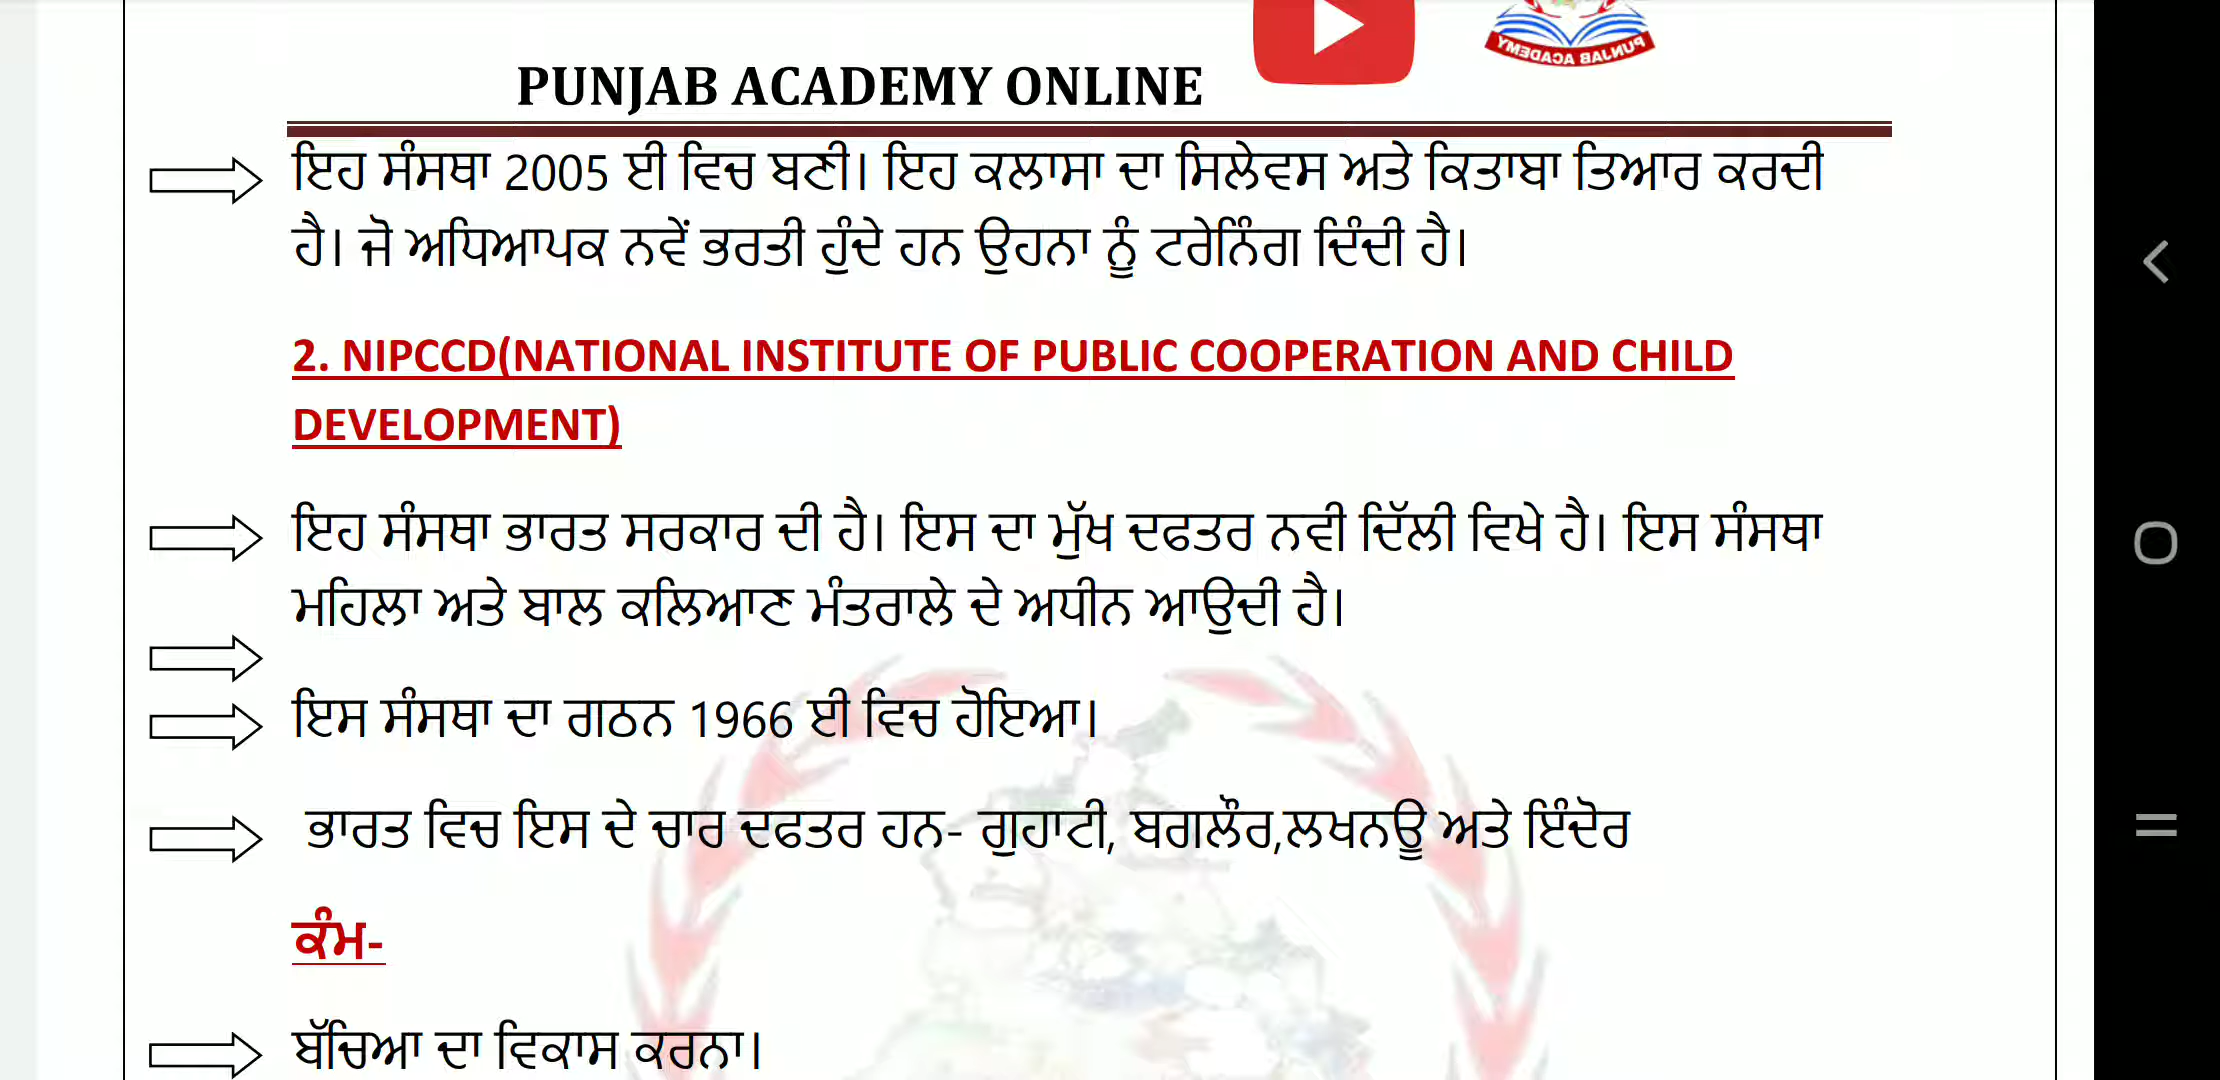 PUNJAB ACADEMY
PUNJAB ACADEMY ONLINE
ਇਹ ਸੰਸਥਾ 2005 ਈ ਵਿਚ ਬਣੀ। ਇਹ ਕਲਾਸਾ ਦਾ ਸਿਲੇਵਸ ਅਤੇ ਕਿਤਾਬਾ ਤਿਆਰ ਕਰਦੀ
ਹੈ। ਜੋ ਅਧਿਆਪਕ ਨਵੇਂ ਭਰਤੀ ਹੁੰਦੇ ਹਨ ਉਹਨਾ ਨੂੰ ਟਰੇਨਿੰਗ ਦਿੰਦੀ ਹੈ।
2. NIPCCD(NATIONAL INSTITUTE OF PUBLIC COOPERATION AND CHILD
DEVELOPMENT)
ਇਹ ਸੰਸਥਾ ਭਾਰਤ ਸਰਕਾਰ ਦੀ ਹੈ। ਇਸ ਦਾ ਮੁੱਖ ਦਫਤਰ ਨਵੀ ਦਿੱਲੀ ਵਿਖੇ ਹੈ। ਇਸ ਸੰਸਥਾ
ਮਹਿਲਾ ਅਤੇ ਬਾਲ ਕਲਿਆਣ ਮੰਤਰਾਲੇ ਦੇ ਅਧੀਨ ਆਉਦੀ ਹੈ।
ਇਸ ਸੰਸਥਾ ਦਾ ਗਠਨ 1966 ਈ ਵਿਚ ਹੋਇਆ।
ਭਾਰਤ ਵਿਚ ਇਸ ਦੇ ਚਾਰ ਦਫਤਰ ਹਨ- ਗੁਹਾਟੀ, ਬਗਲੌਰ,ਲਖਨਊ ਅਤੇ ਇੰਦੋਰ
ਕੰਮ-
ਬੱਚਿਆ ਦਾ ਵਿਕਾਸ ਕਰਨਾ।